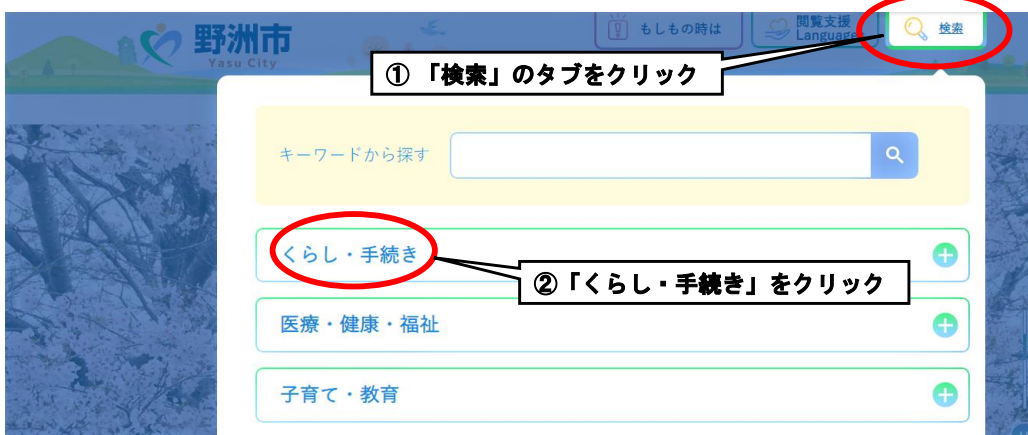 野洲市
Yasu City
もしもの時は
閲覧支援
Language
検索
① 「検索」のタブをクリック
キーワードから探す
くらし・手続き
②「くらし・手続き」をクリック
医療・健康・福祉
子育て・教育